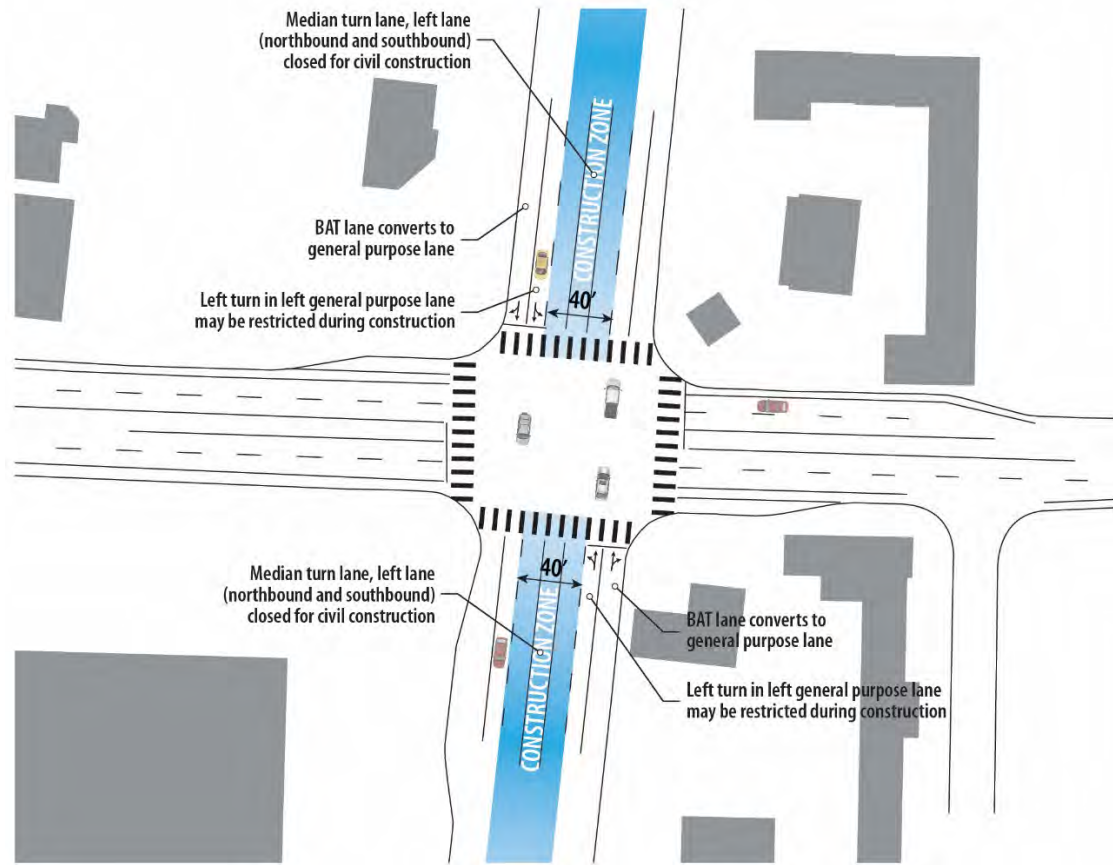 Median turn lane, left lane
(northbound and southbound)
closed for civil construction
CONSTRUCTION ZONE
BAT lane converts to
general purpose lane
Left turn in left general purpose lane
may be restricted during construction
40’
40’
Median turn lane, left lane
(northbound and southbound)
closed for civil construction
CONSTRUCTION ZONE
BAT lane converts to
general purpose lane
Left turn in left general purpose lane
may be restricted during construction